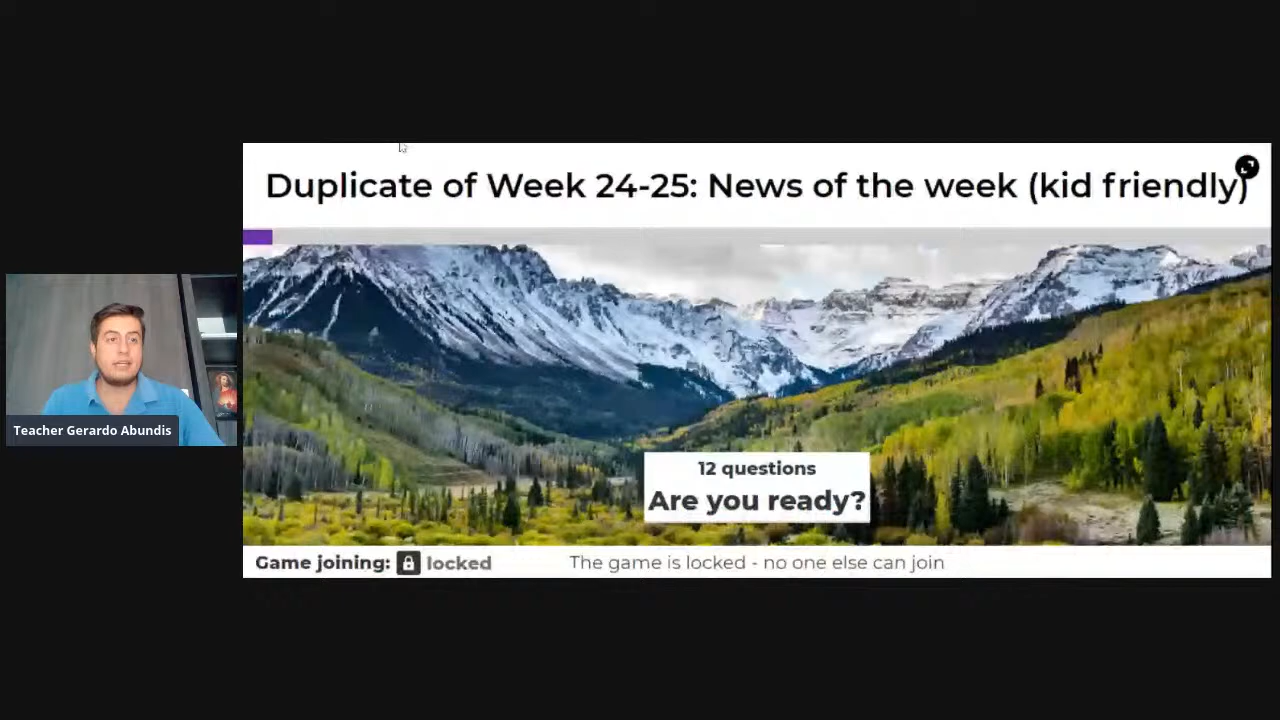 Duplicate of Week 24-25: News of the week (kid friendly)
12 questions
Are you ready?
Teacher Gerardo Abundis
Game joining: locked
The game is locked - no one else can join